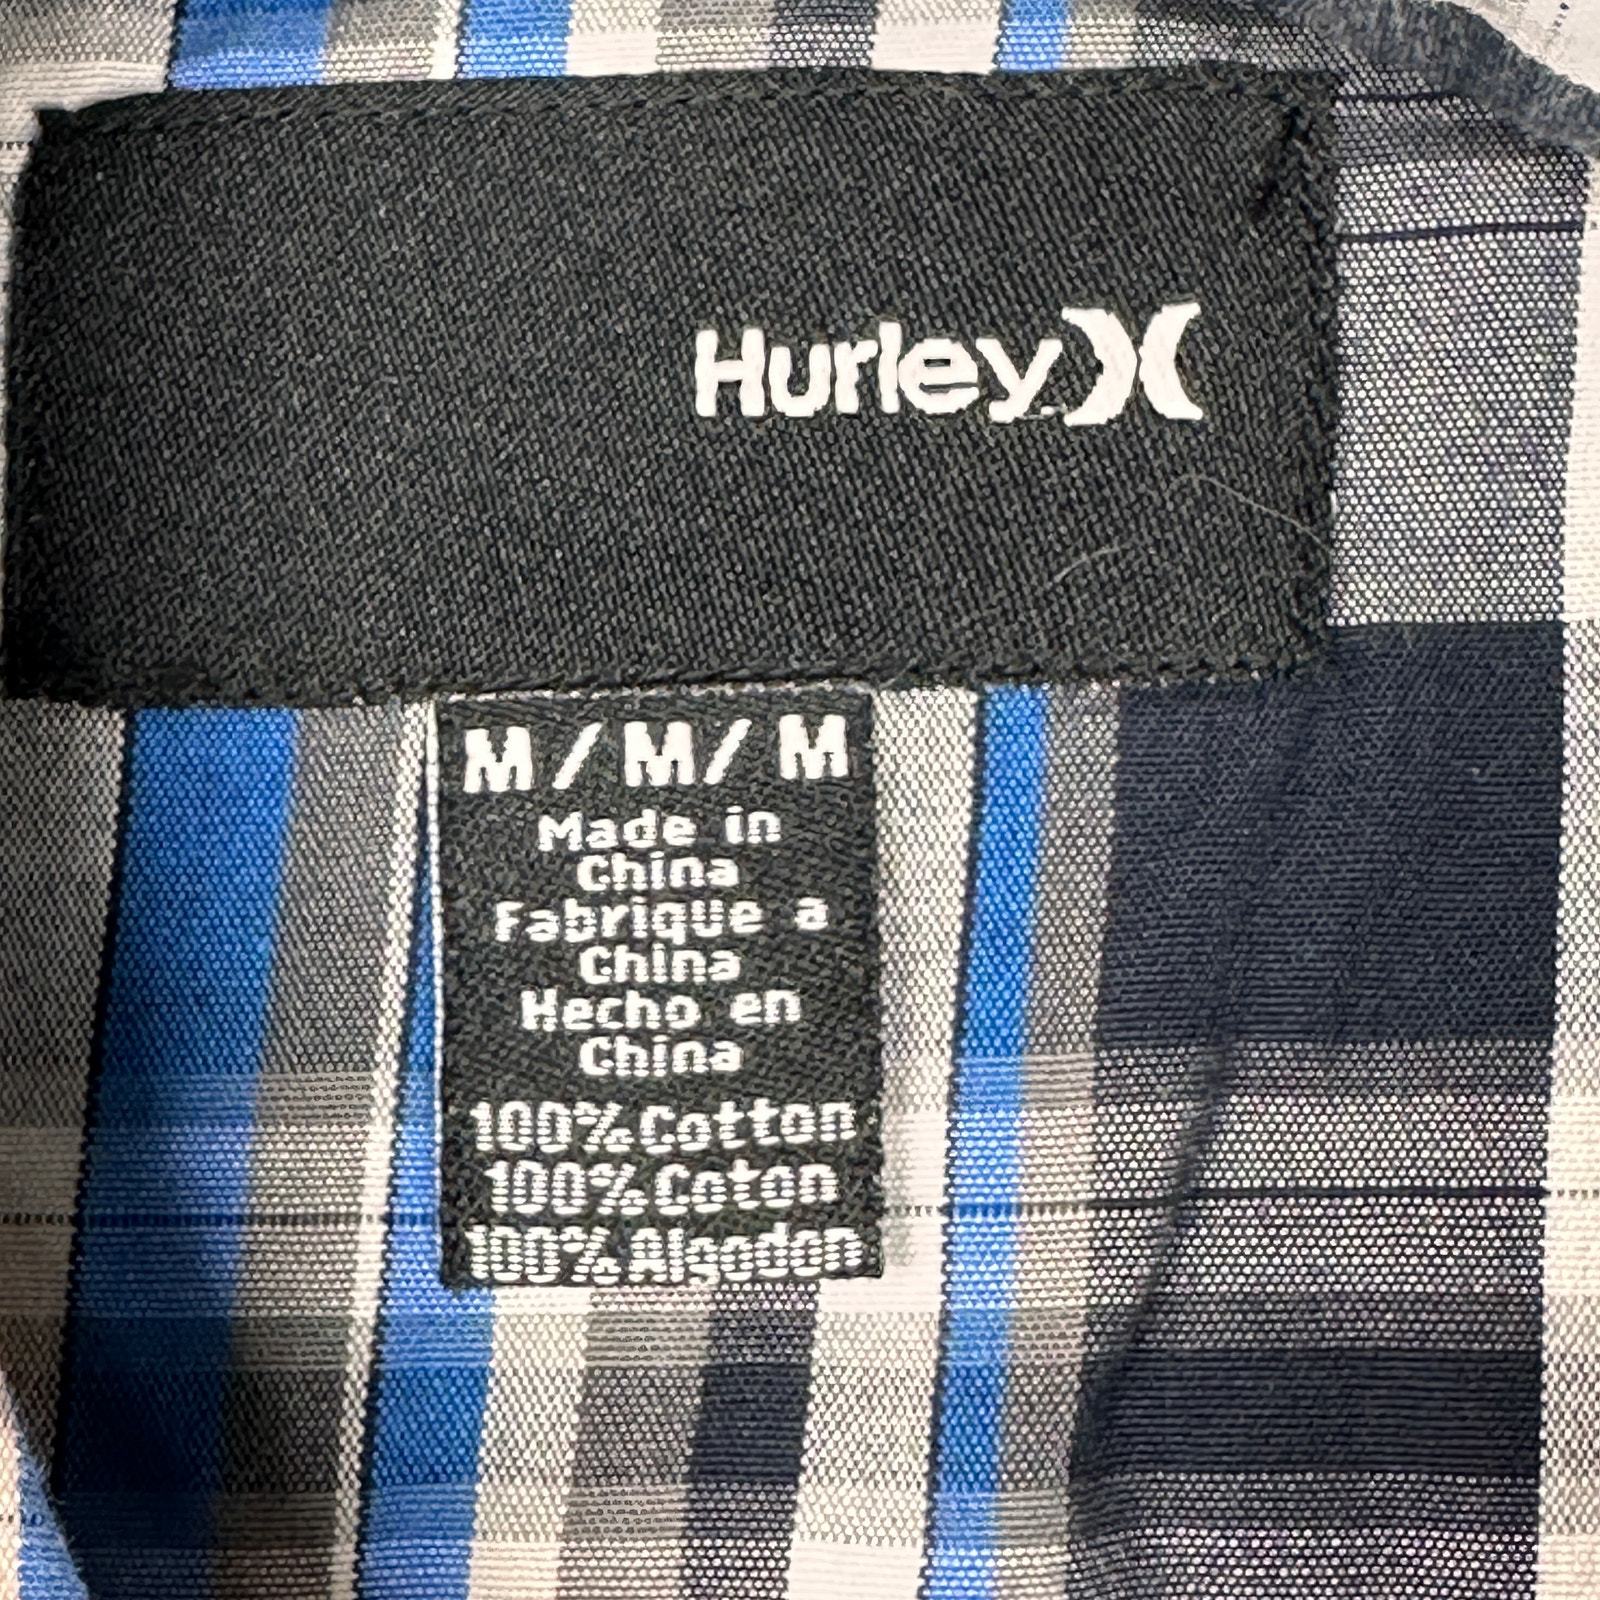 Hurley
M / M / M
Made in
China
Fabrique a
China
Hecho en
China
100% Cotton
100% Coton
100% Algodon